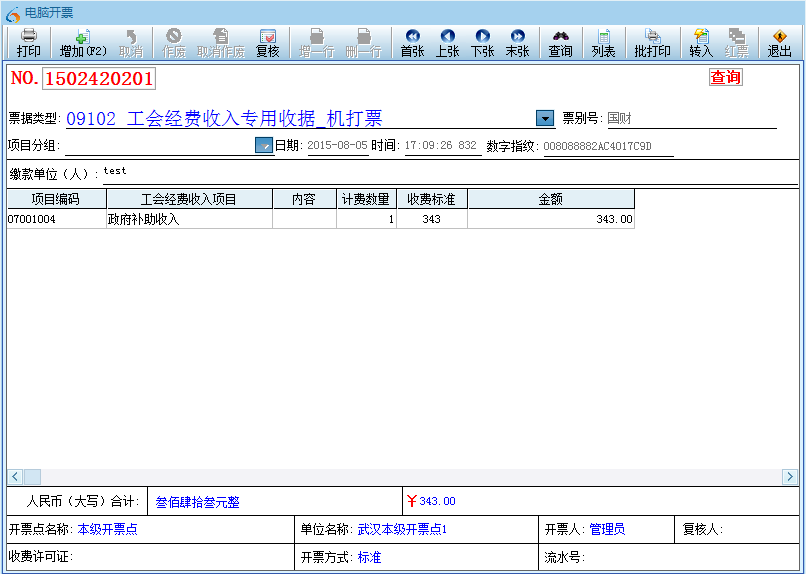 电脑开票
打印 增加(F2) 取消 作废 取消作废 复核 增一行 删一行 首张 上张 下张 末张 查询 列表 批打印 转入 红票 退出
NO. 1502420201 查询
票据类型: 09102 工会经费收入专用收据_机打票 票别号: 国财
项目分组: 日期: 2015-08-05 时间: 17:09:26 832 数字指纹: 008088882AC4017C9D
缴款单位（人）: test
项目编码 工会经费收入项目 内容 计费数量 收费标准 金额
07001004 政府补助收入 1 343 343.00
人民币（大写）合计: 叁佰肆拾叁元整 ￥343.00
开票点名称: 本级开票点 单位名称: 武汉本级开票点1 开票人: 管理员 复核人:
收费许可证: 开票方式: 标准 流水号: